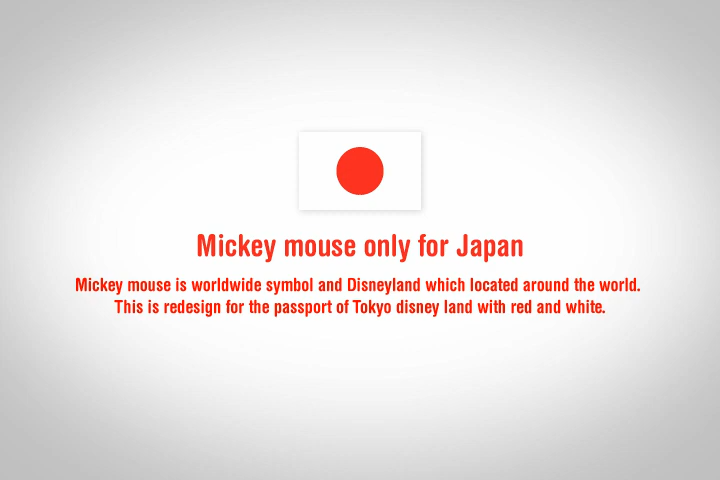 Mickey mouse only for Japan
Mickey mouse is worldwide symbol and Disneyland which located around the world.
This is redesign for the passport of Tokyo disney land with red and white.